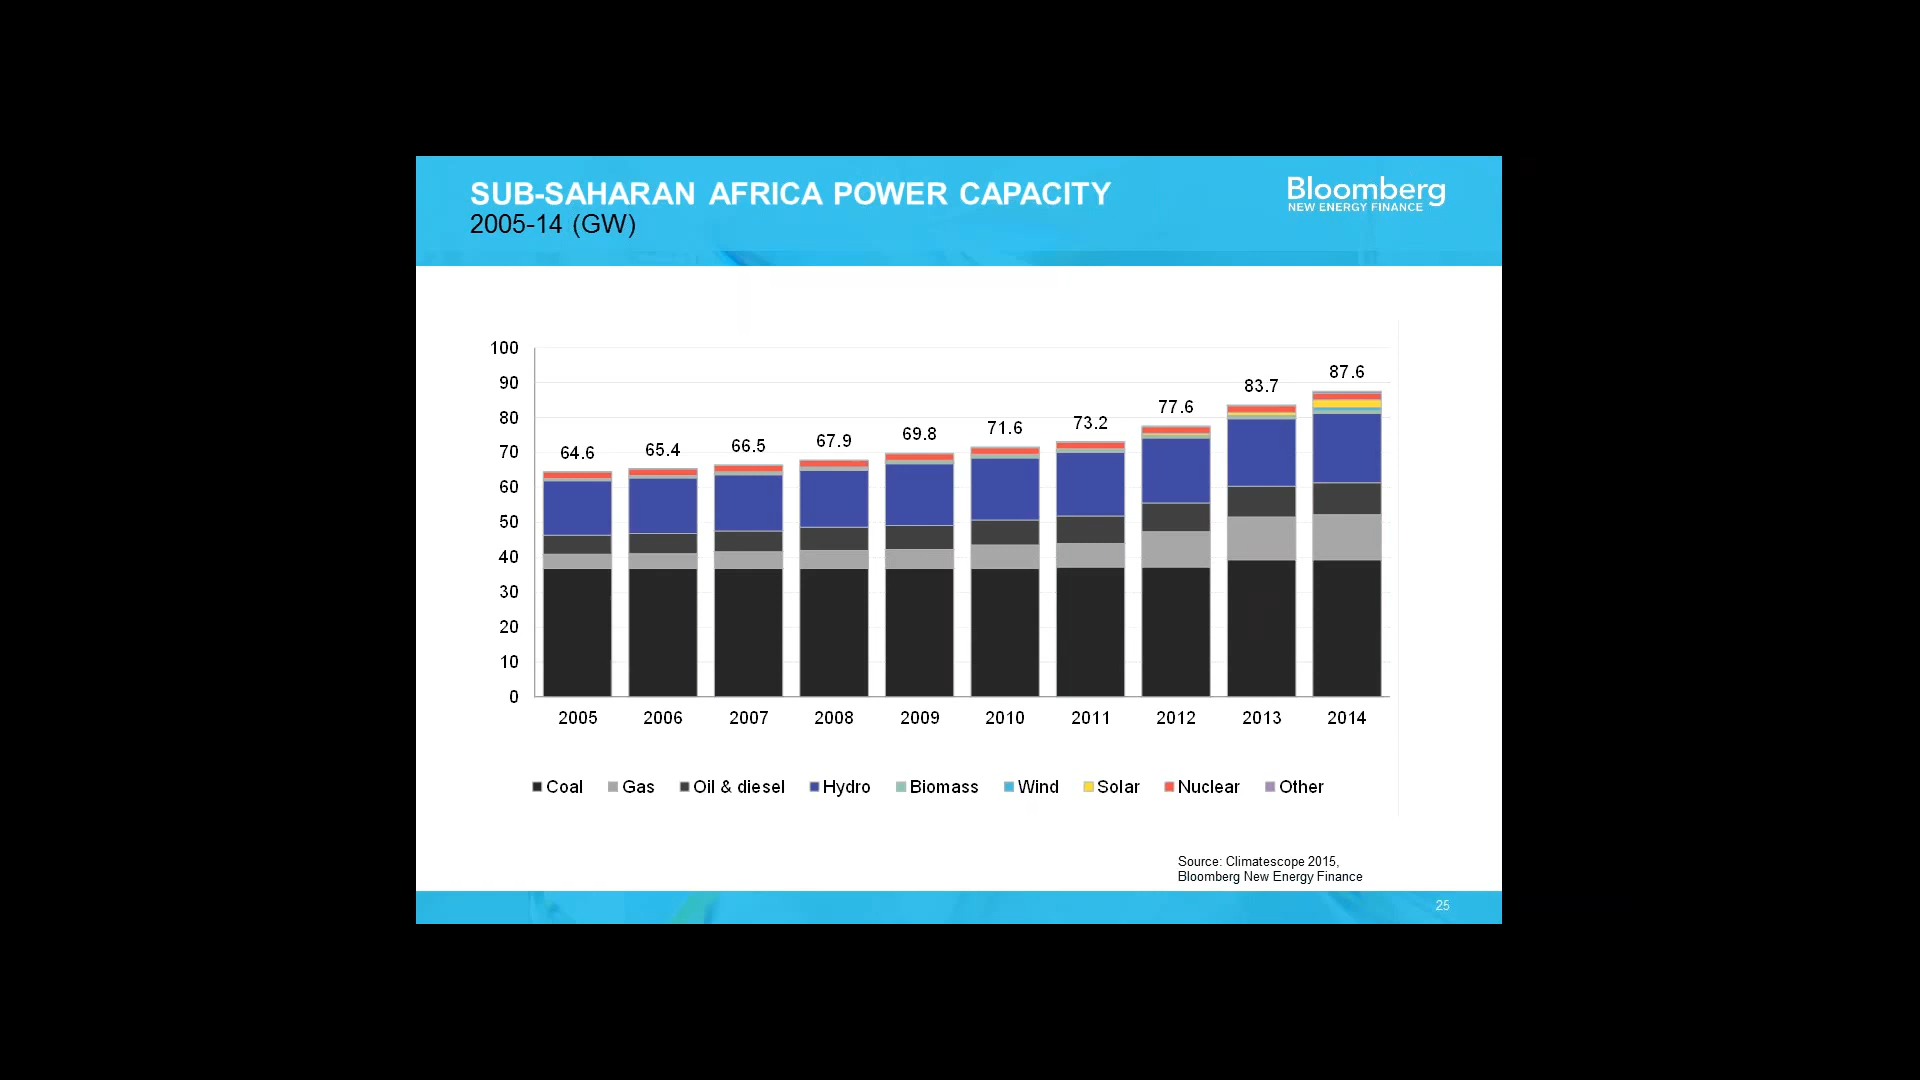 SUB-SAHARAN AFRICA POWER CAPACITY
2005-14 (GW)
Bloomberg
NEW ENERGY FINANCE
100
90
80
70
60
50
40
30
20
10
0
64.6
65.4
66.5
67.9
69.8
71.6
73.2
77.6
83.7
87.6
2005 2006 2007 2008 2009 2010 2011 2012 2013 2014
Coal Gas Oil & diesel Hydro Biomass Wind Solar Nuclear Other
Source: Climatescope 2015,
Bloomberg New Energy Finance
25